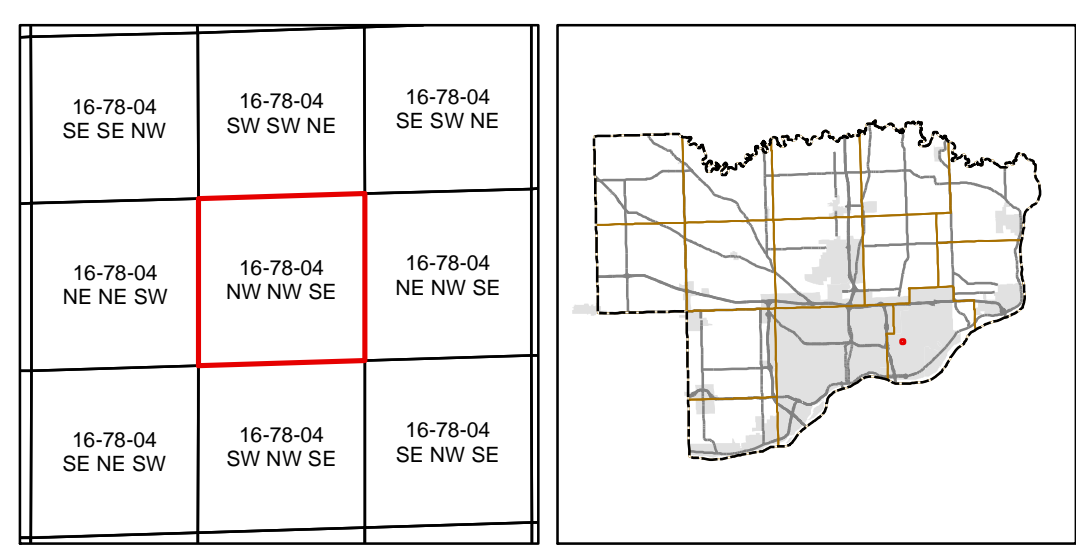 16-78-04
SE SE NW
16-78-04
SW SW NE
16-78-04
SE SW NE
16-78-04
NE NE SW
16-78-04
NW NW SE
16-78-04
NE NW SE
16-78-04
SE NE SW
16-78-04
SW NW SE
16-78-04
SE NW SE